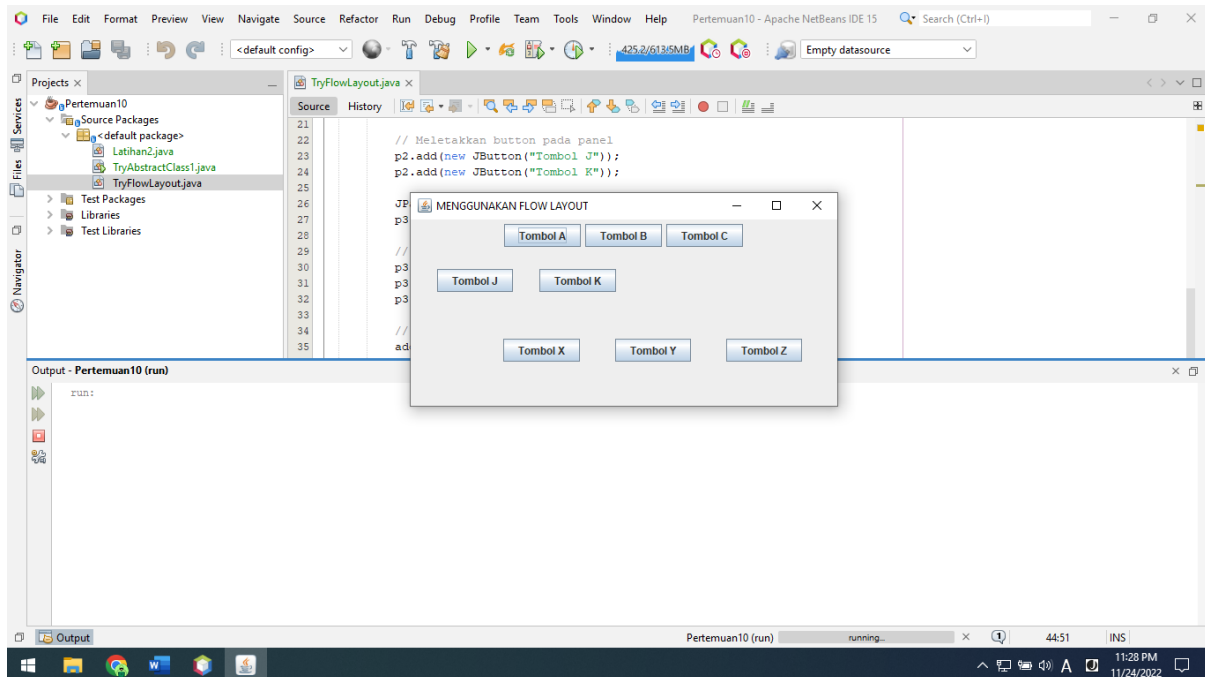 File Edit Format Preview View Navigate Source Refactor Run Debug Profile Team Tools Window Help Pertemuan10 - Apache NetBeans IDE 15 Search (Ctrl+I)
<default config> 425.2/613.5MB Empty datasource
Projects
TryFlowLayout.java
Services
Files
Navigator
Pertemuan10
Source Packages
<default package>
Latihan2.java
TryAbstractClass1.java
TryFlowLayout.java
Test Packages
Libraries
Test Libraries
Source History
21
22 // Meletakkan button pada panel
23 p2.add(new JButton("Tombol J"));
24 p2.add(new JButton("Tombol K"));
25
26 JP
27 p3
28
29 //
30 p3
31 p3
32 p3
33
34 //
35 ad
MENGGUNAKAN FLOW LAYOUT
Tombol A Tombol B Tombol C
Tombol J Tombol K
Tombol X Tombol Y Tombol Z
Output - Pertemuan10 (run)
run:
Output
Pertemuan10 (run) running... 1 44:51 INS
11:28 PM
11/24/2022